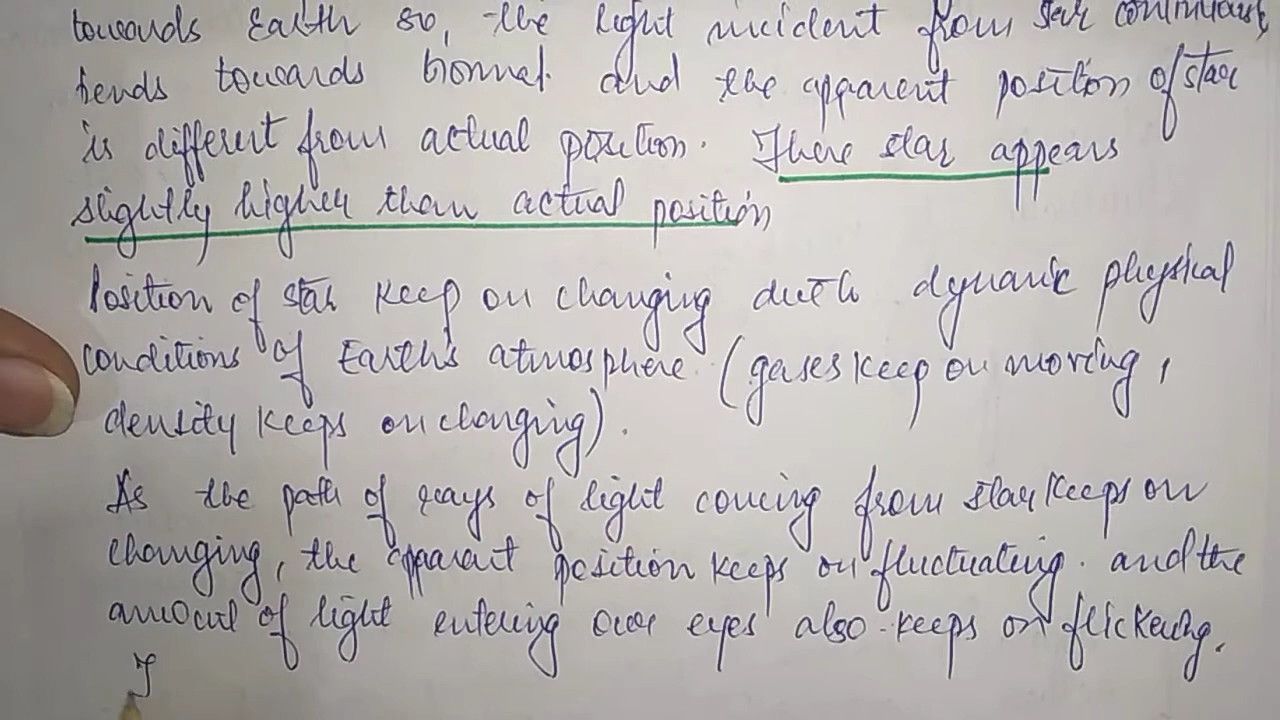 towards Earth so, the light incident from star continuously
bends towards normal. and the apparent position of star
is different from actual position. There star appears
slightly higher than actual position
Position of star keep on changing due to dynamic physical
conditions of Earth's atmosphere (gases keep on moving,
density keeps on changing).
As the path of rays of light coming from star keeps on
changing, the apparent position keeps on fluctuating. and the
amount of light entering our eyes also keeps on flickering.